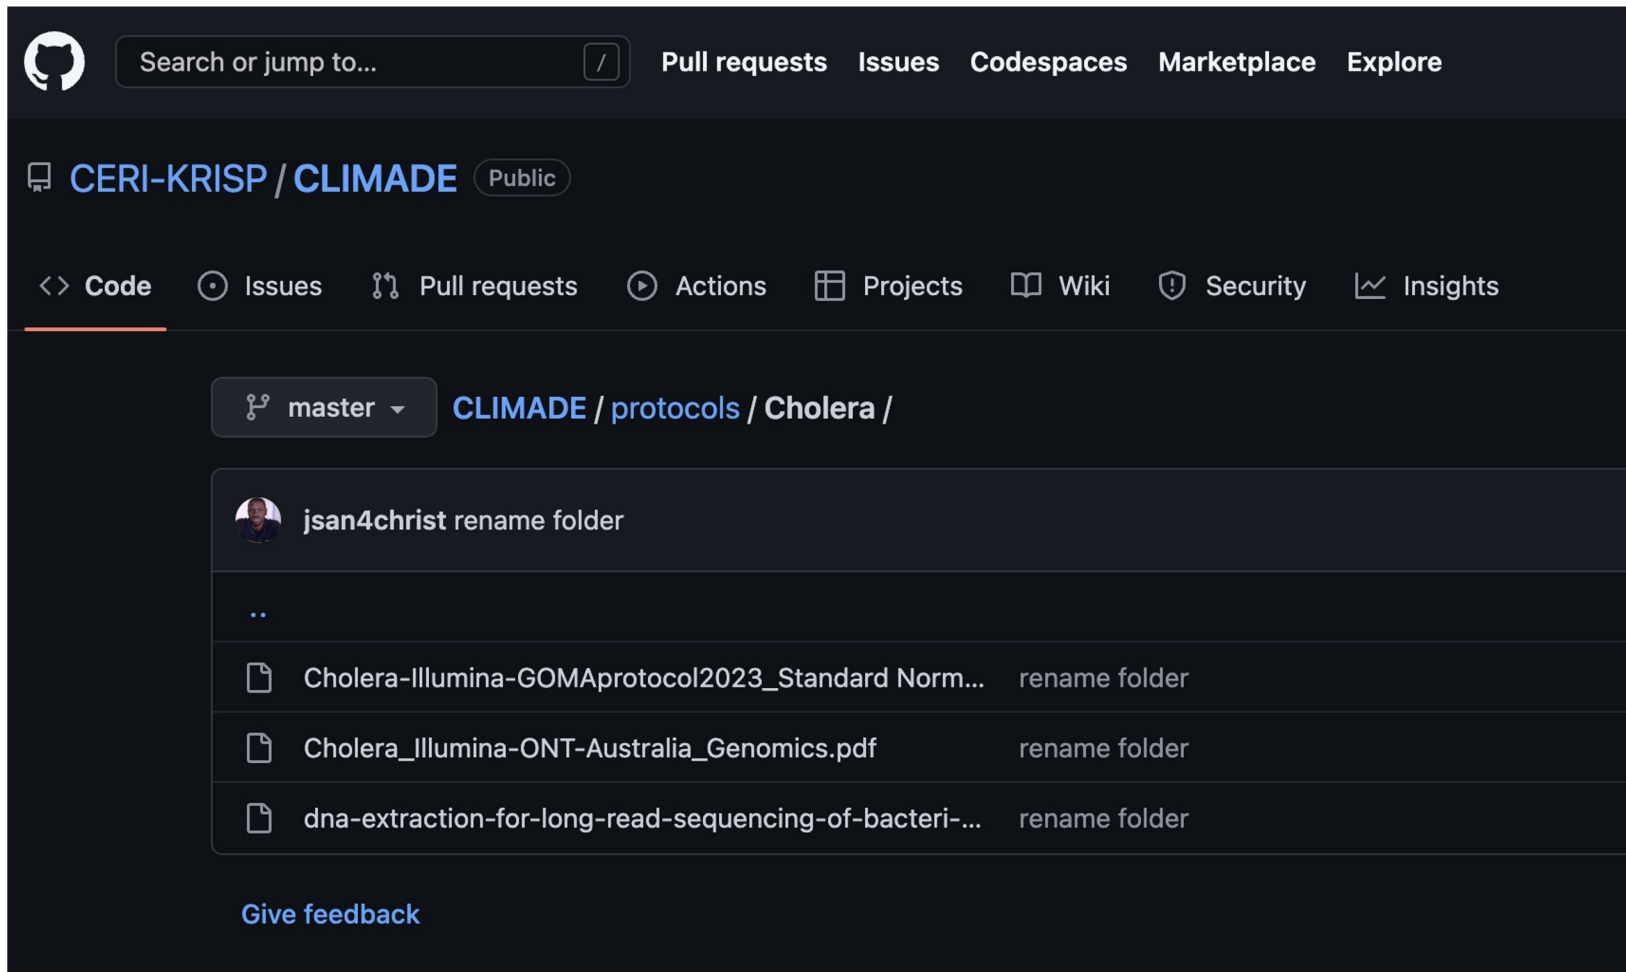 Search or jump to... / Pull requests Issues Codespaces Marketplace Explore
CERI-KRISP / CLIMADE Public
<> Code Issues Pull requests Actions Projects Wiki Security Insights
master CLIMADE / protocols / Cholera /
jsan4christ rename folder
..
Cholera-Illumina-GOMAprotocol2023_Standard Norm... rename folder
Cholera_Illumina-ONT-Australia_Genomics.pdf rename folder
dna-extraction-for-long-read-sequencing-of-bacteri-... rename folder
Give feedback